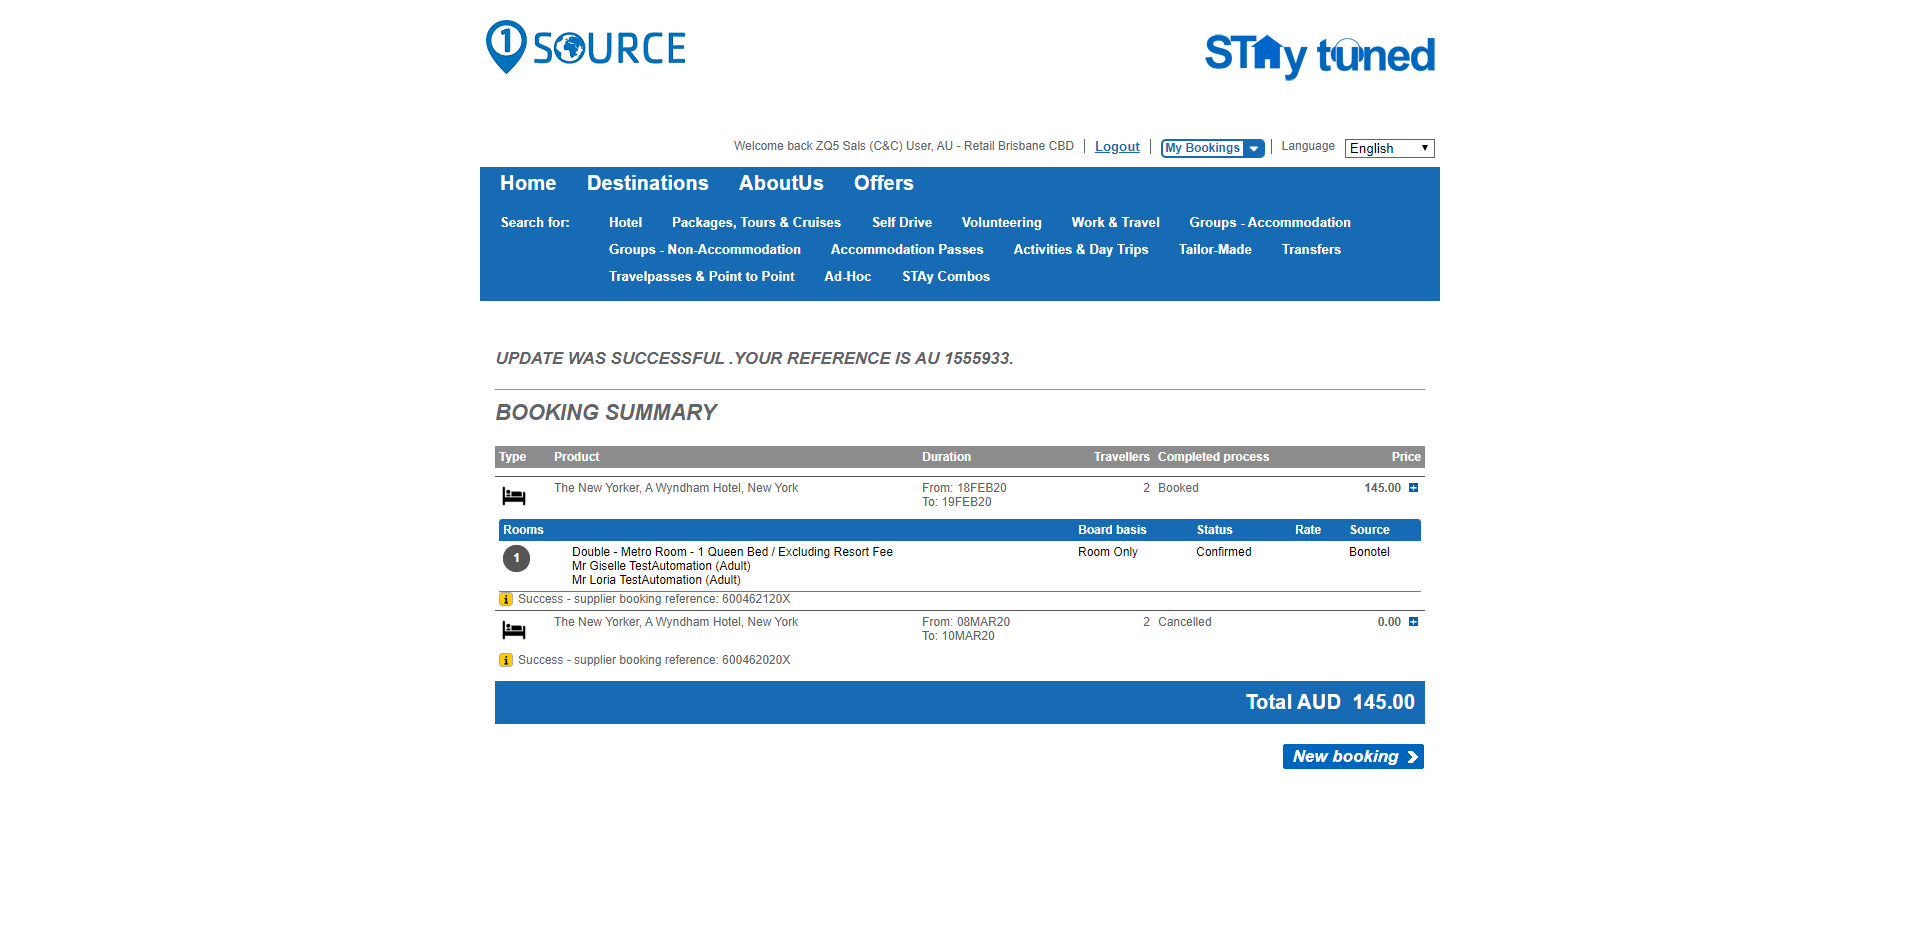 1 SOURCE
STAy tuned
Welcome back ZQ5 Sals (C&C) User, AU - Retail Brisbane CBD | Logout | My Bookings | Language English
Home Destinations AboutUs Offers
Search for: Hotel Packages, Tours & Cruises Self Drive Volunteering Work & Travel Groups - Accommodation
Groups - Non-Accommodation Accommodation Passes Activities & Day Trips Tailor-Made Transfers
Travelpasses & Point to Point Ad-Hoc STAy Combos
UPDATE WAS SUCCESSFUL .YOUR REFERENCE IS AU 1555933.
BOOKING SUMMARY
Type Product Duration Travellers Completed process Price
The New Yorker, A Wyndham Hotel, New York From: 18FEB20 2 Booked 145.00
To: 19FEB20
Rooms Board basis Status Rate Source
1 Double - Metro Room - 1 Queen Bed / Excluding Resort Fee Room Only Confirmed Bonotel
Mr Giselle TestAutomation (Adult)
Mr Loria TestAutomation (Adult)
Success - supplier booking reference: 600462120X
The New Yorker, A Wyndham Hotel, New York From: 08MAR20 2 Cancelled 0.00
To: 10MAR20
Success - supplier booking reference: 600462020X
Total AUD 145.00
New booking